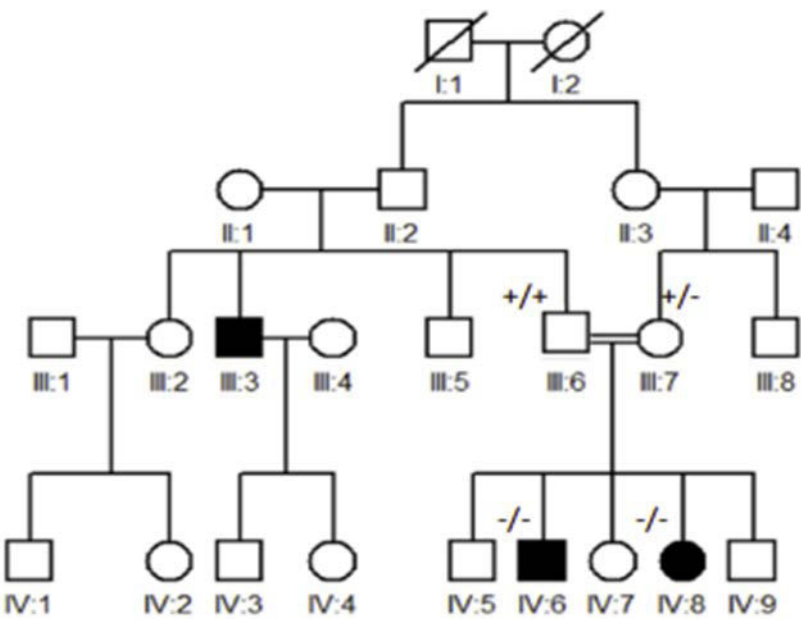 I:1 I:2
II:1 II:2 II:3 II:4
+/+ +/-
III:1 III:2 III:3 III:4 III:5 III:6 III:7 III:8
-/- -/-
IV:1 IV:2 IV:3 IV:4 IV:5 IV:6 IV:7 IV:8 IV:9